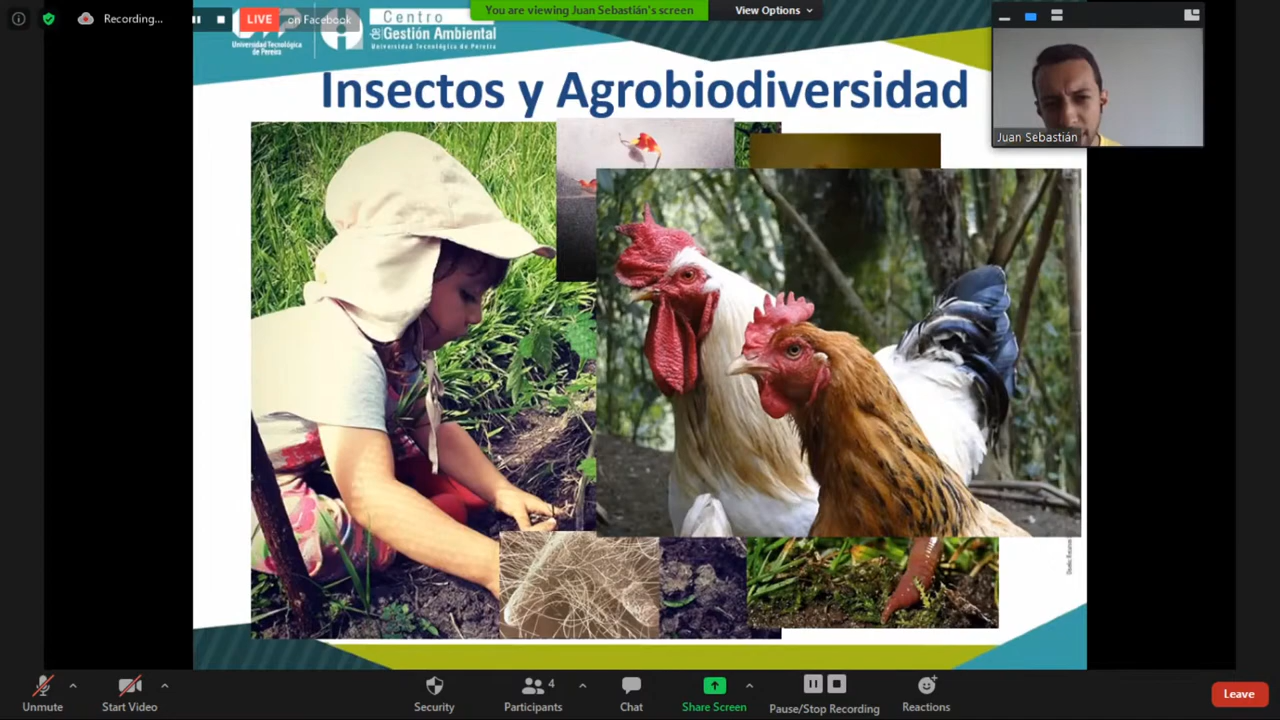 Recording...
LIVE
on Facebook
You are viewing Juan Sebastián's screen
View Options
Universidad Tecnológica
de Pereira
Centro
de Gestión Ambiental
Universidad Tecnológica de Pereira
Insectos y Agrobiodiversidad
Juan Sebastián
Unmute
Start Video
Security
4
Participants
Chat
Share Screen
Pause/Stop Recording
Reactions
Leave